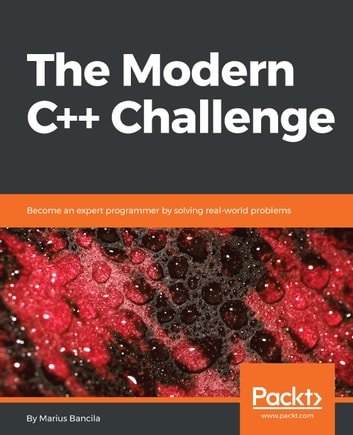 The Modern
C++ Challenge
Become an expert programmer by solving real-world problems
Packt>
www.packt.com
By Marius Bancila